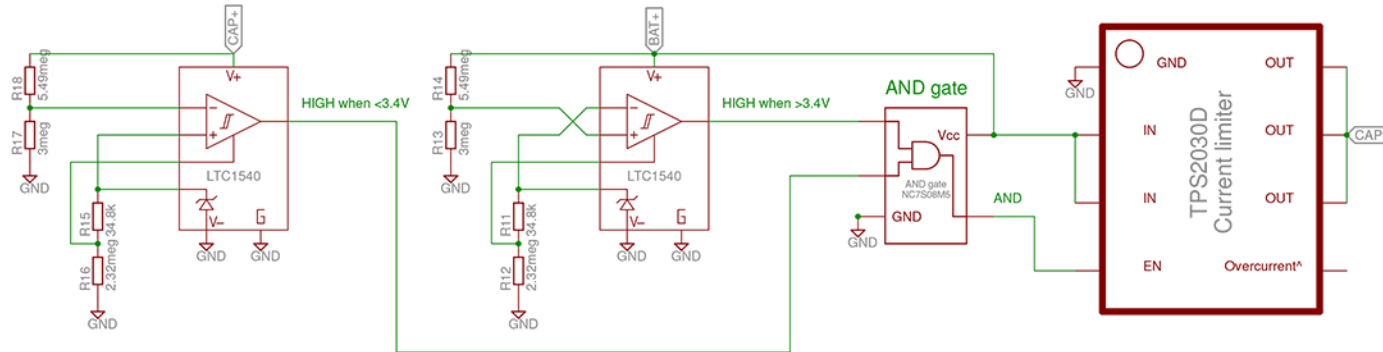 CAP+
R18
5.49meg
R17
3meg
GND
V+
HIGH when <3.4V
LTC1540
V-
G
GND
GND
R15
34.8k
R16
2.32meg
GND
BAT+
R14
5.49meg
R13
3meg
GND
V+
HIGH when >3.4V
LTC1540
V-
G
GND
GND
R11
34.8k
R12
2.32meg
GND
AND gate
Vcc
AND gate
NC7S08M5
GND
GND
AND
GND
GND
OUT
IN
OUT
IN
OUT
EN
Overcurrent^
TPS2030D
Current limiter